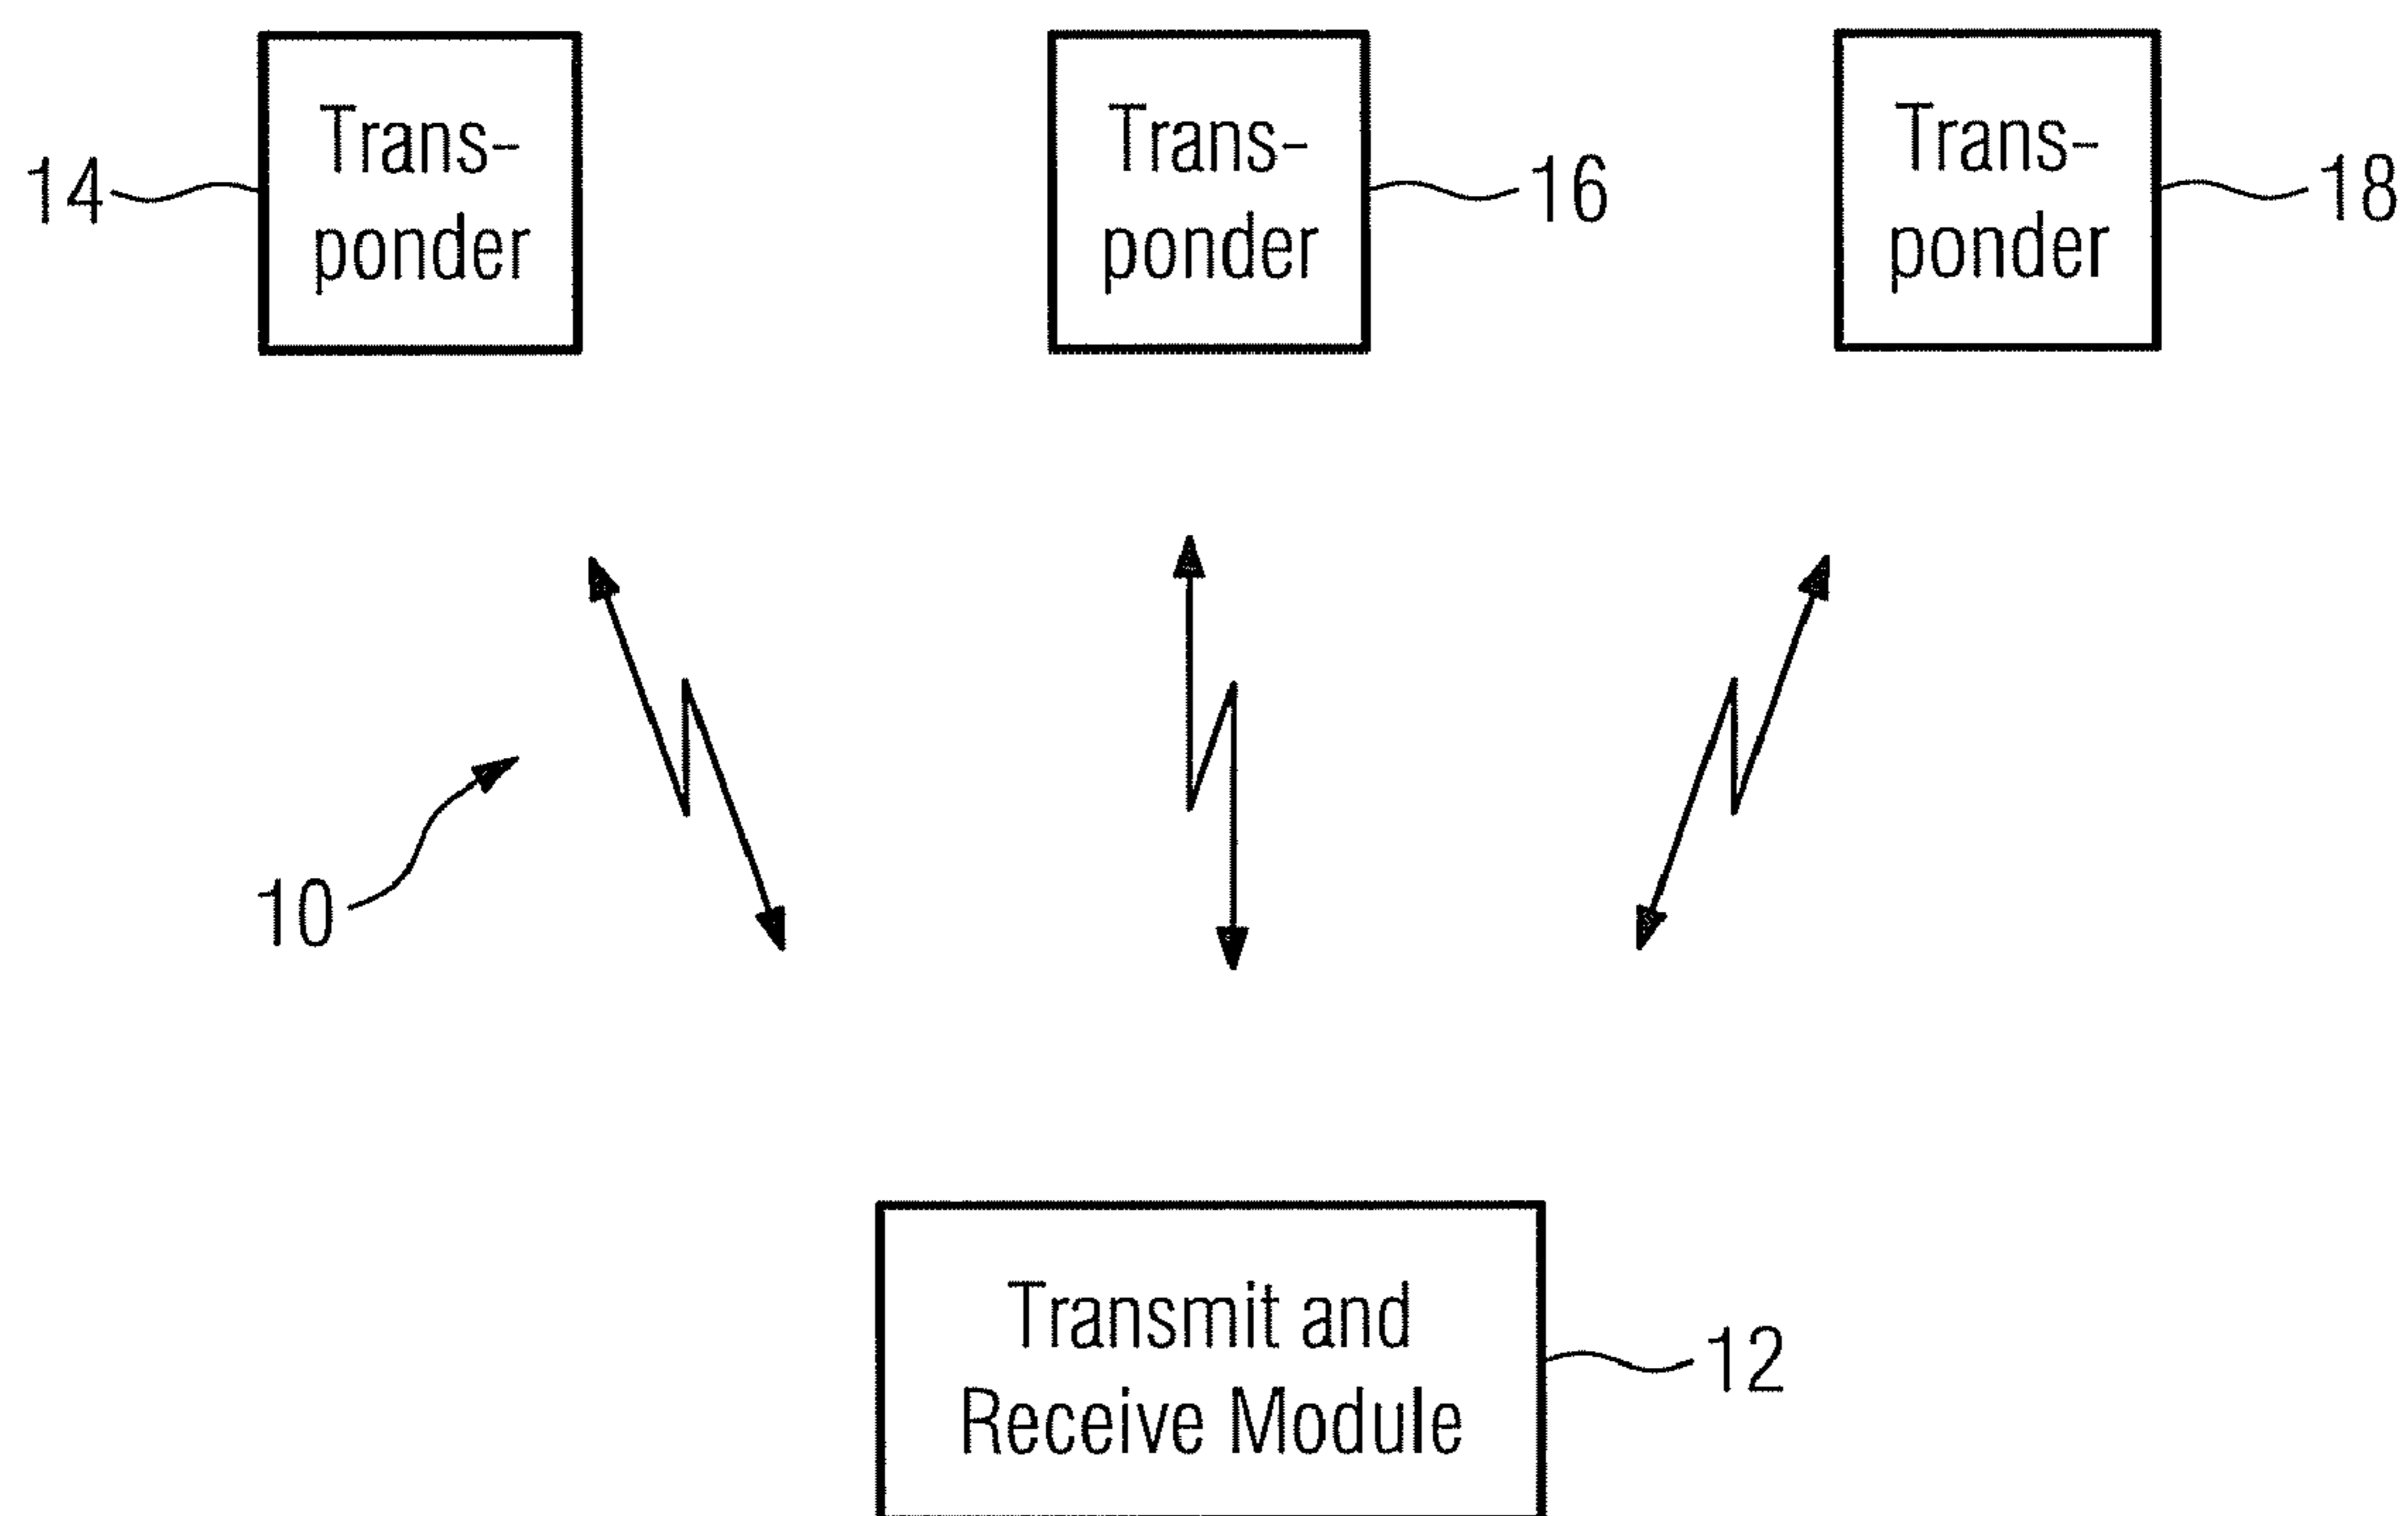 Trans-
ponder
14
Trans-
ponder
16
Trans-
ponder
18
10
Transmit and
Receive Module
12